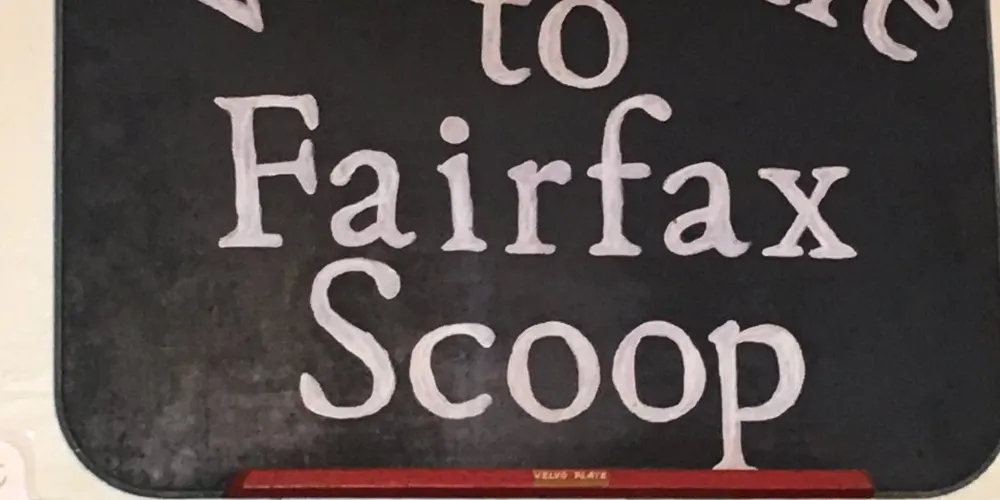 to
Fairfax
Scoop
VELVO PLATE